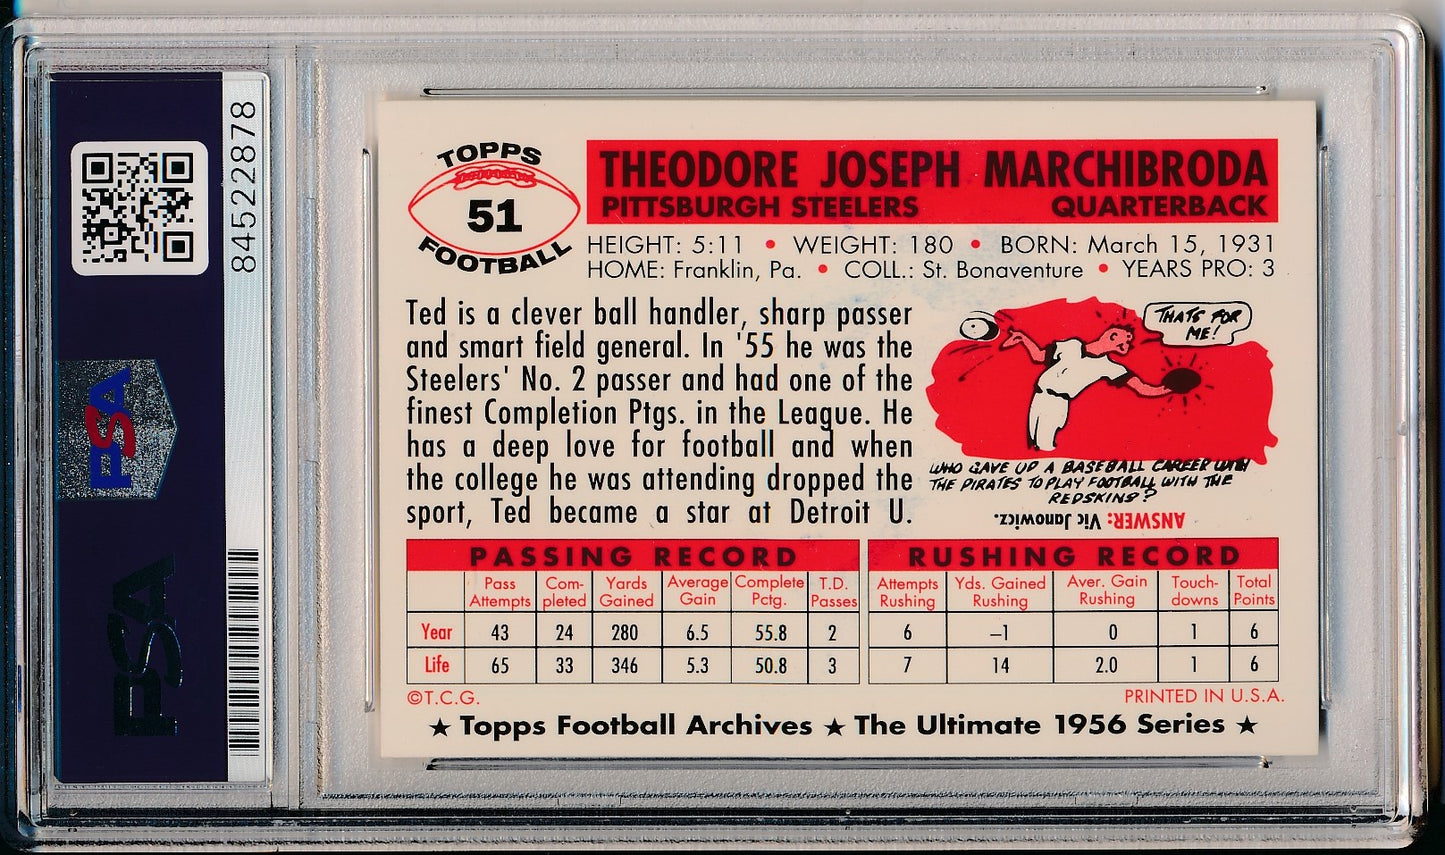 84522878
PSA
PSA
TOPPS
51
FOOTBALL
THEODORE JOSEPH MARCHIBRODA
PITTSBURGH STEELERS QUARTERBACK
HEIGHT: 5:11 • WEIGHT: 180 • BORN: March 15, 1931
HOME: Franklin, Pa. • COLL.: St. Bonaventure • YEARS PRO: 3
Ted is a clever ball handler, sharp passer
and smart field general. In '55 he was the
Steelers' No. 2 passer and had one of the
finest Completion Ptgs. in the League. He
has a deep love for football and when
the college he was attending dropped the
sport, Ted became a star at Detroit U.
THATS FOR
ME!
WHO GAVE UP A BASEBALL CAREER WITH
THE PIRATES TO PLAY FOOTBALL WITH THE
REDSKINS?
ANSWER: Vic Janowicz.
PASSING RECORD
Pass Attempts Com-pleted Yards Gained Average Gain Complete Pctg. T.D. Passes
Year 43 24 280 6.5 55.8 2
Life 65 33 346 5.3 50.8 3
RUSHING RECORD
Attempts Rushing Yds. Gained Rushing Aver. Gain Rushing Touch-downs Total Points
6 –1 0 1 6
7 14 2.0 1 6
©T.C.G. PRINTED IN U.S.A.
★ Topps Football Archives ★ The Ultimate 1956 Series ★